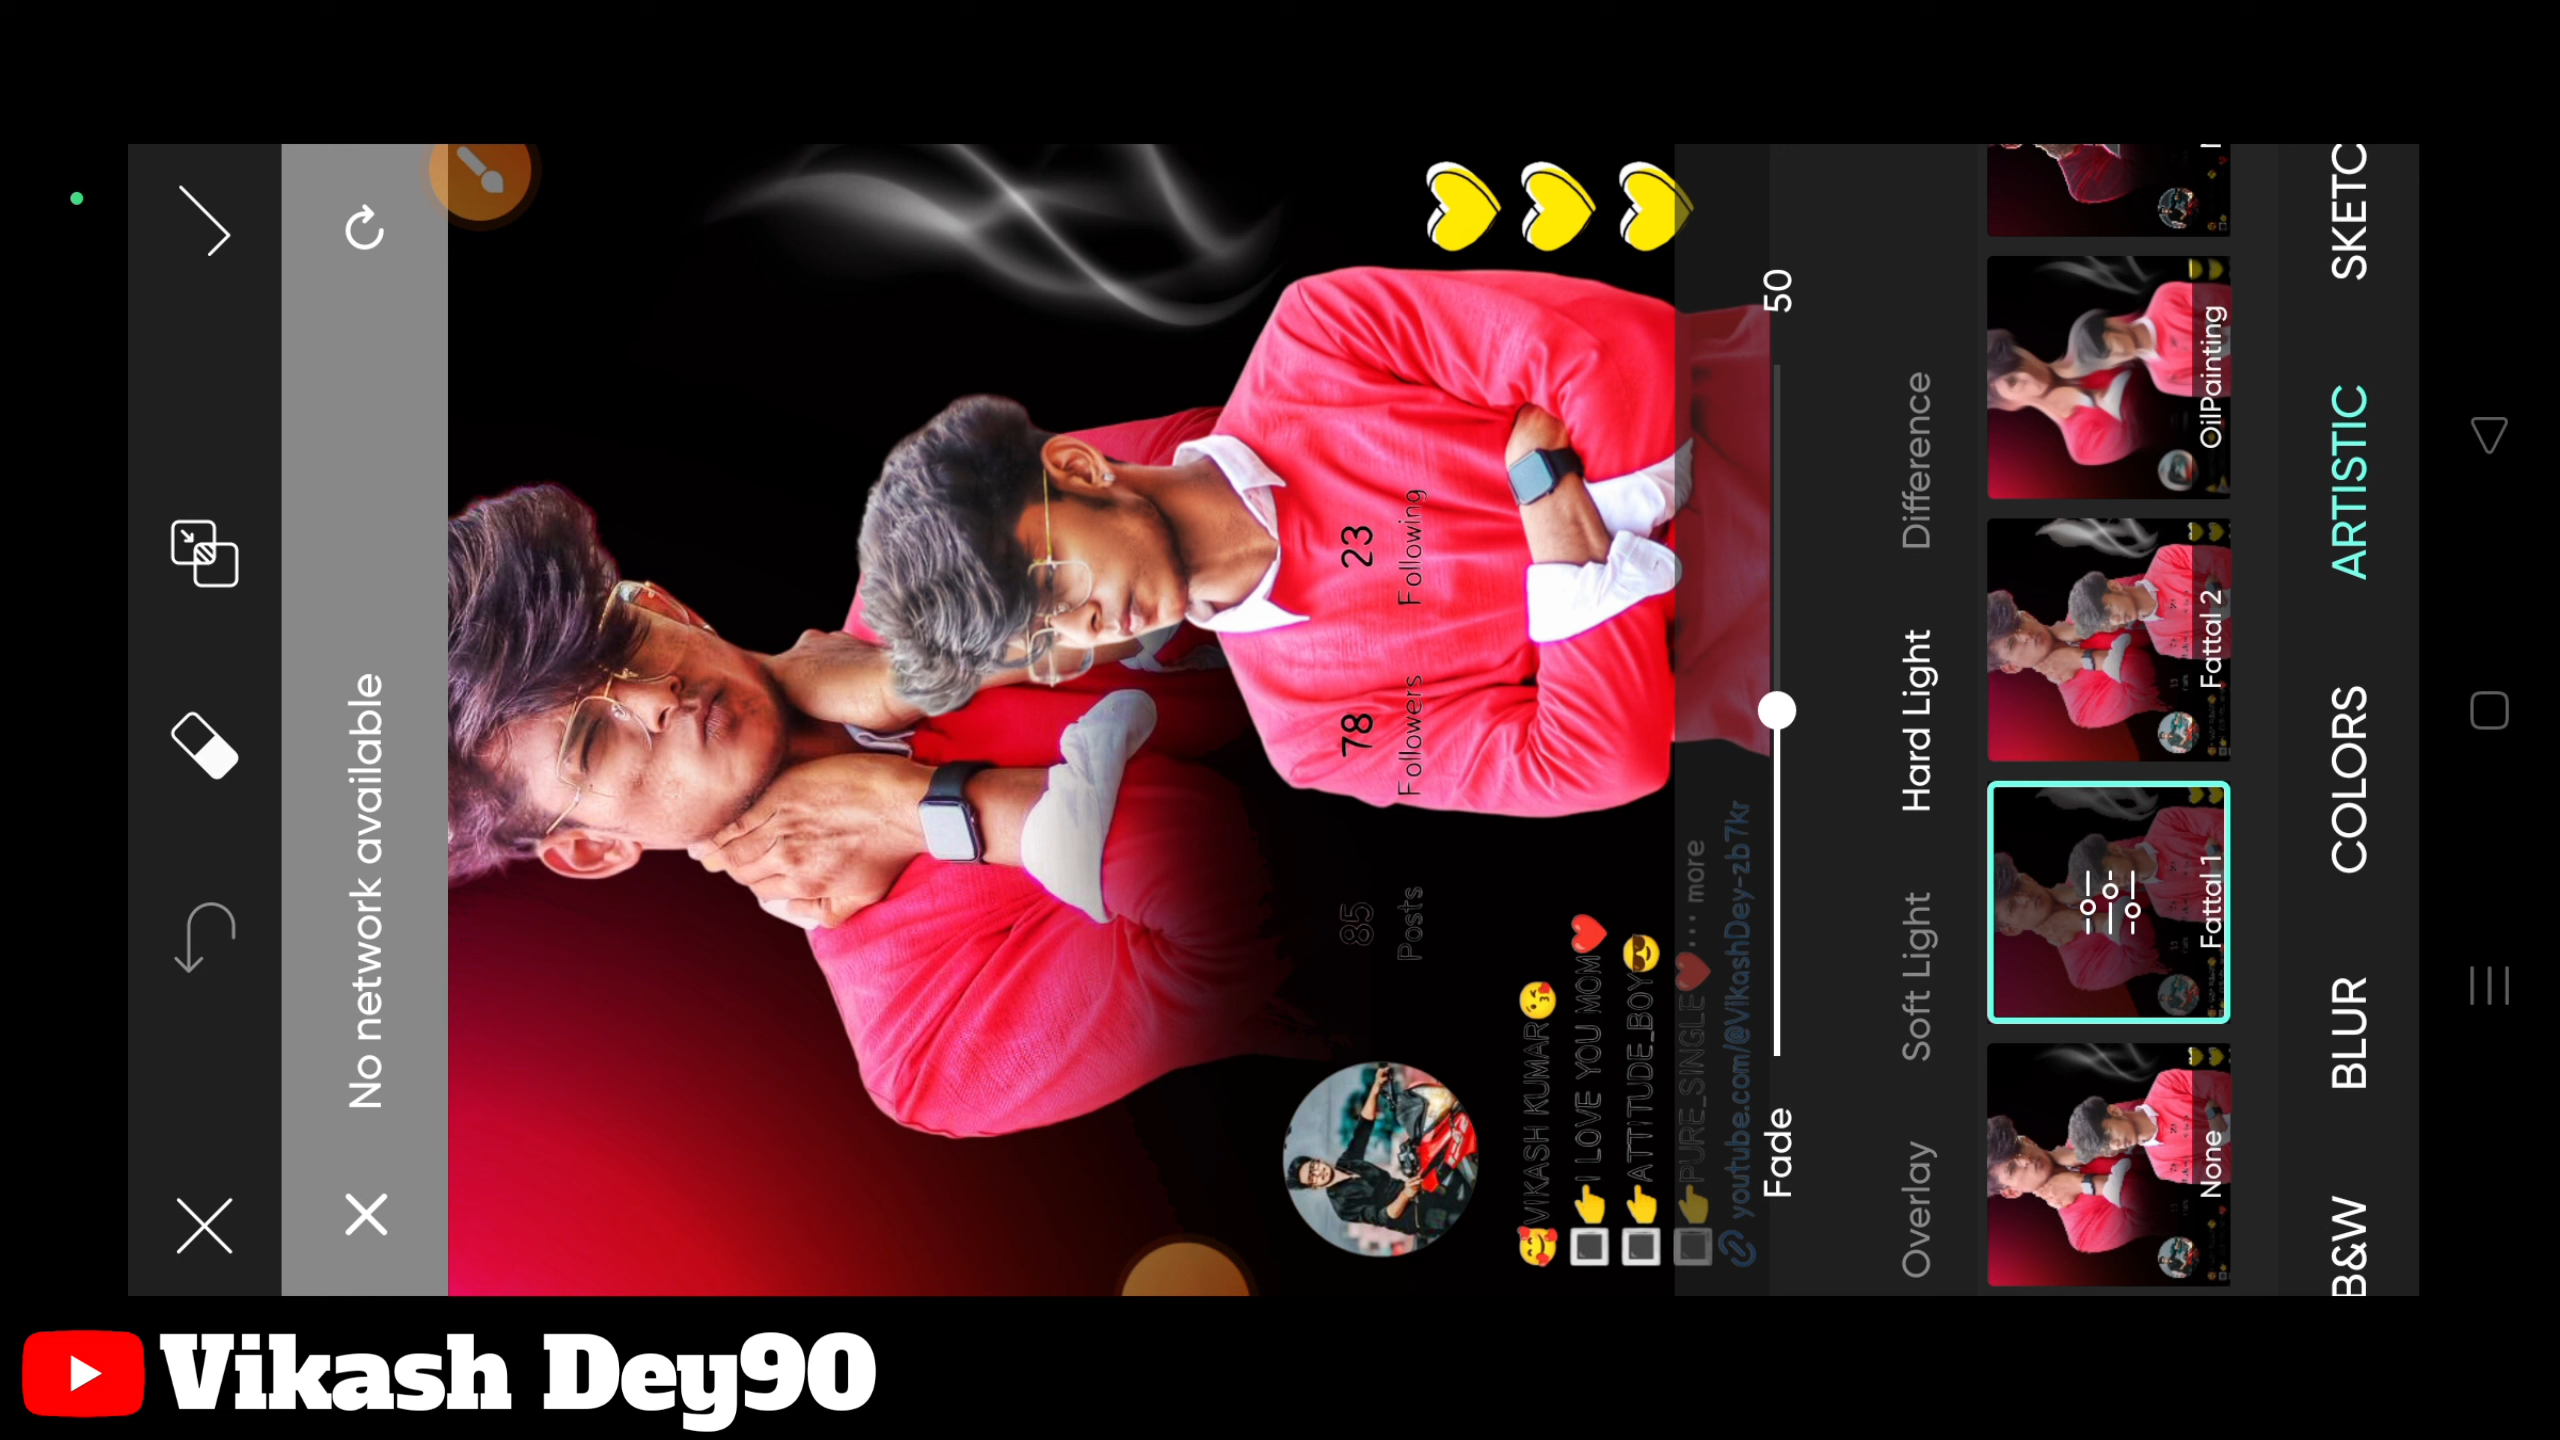 No network available
23
Following
78
Followers
85
Posts
🥰VIKASH KUMAR😘
🔳👉I LOVE YOU MOM❤️
🔳👉ATTITUDE_BOY😎
🔳👉PURE_SINGLE❤️... more
youtube.com/@VikashDey-zb7kr
Fade
50
Overlay
Soft Light
Hard Light
Difference
None
Fattal 1
Fattal 2
OilPainting
B&W
BLUR
COLORS
ARTISTIC
SKETC
Vikash Dey90